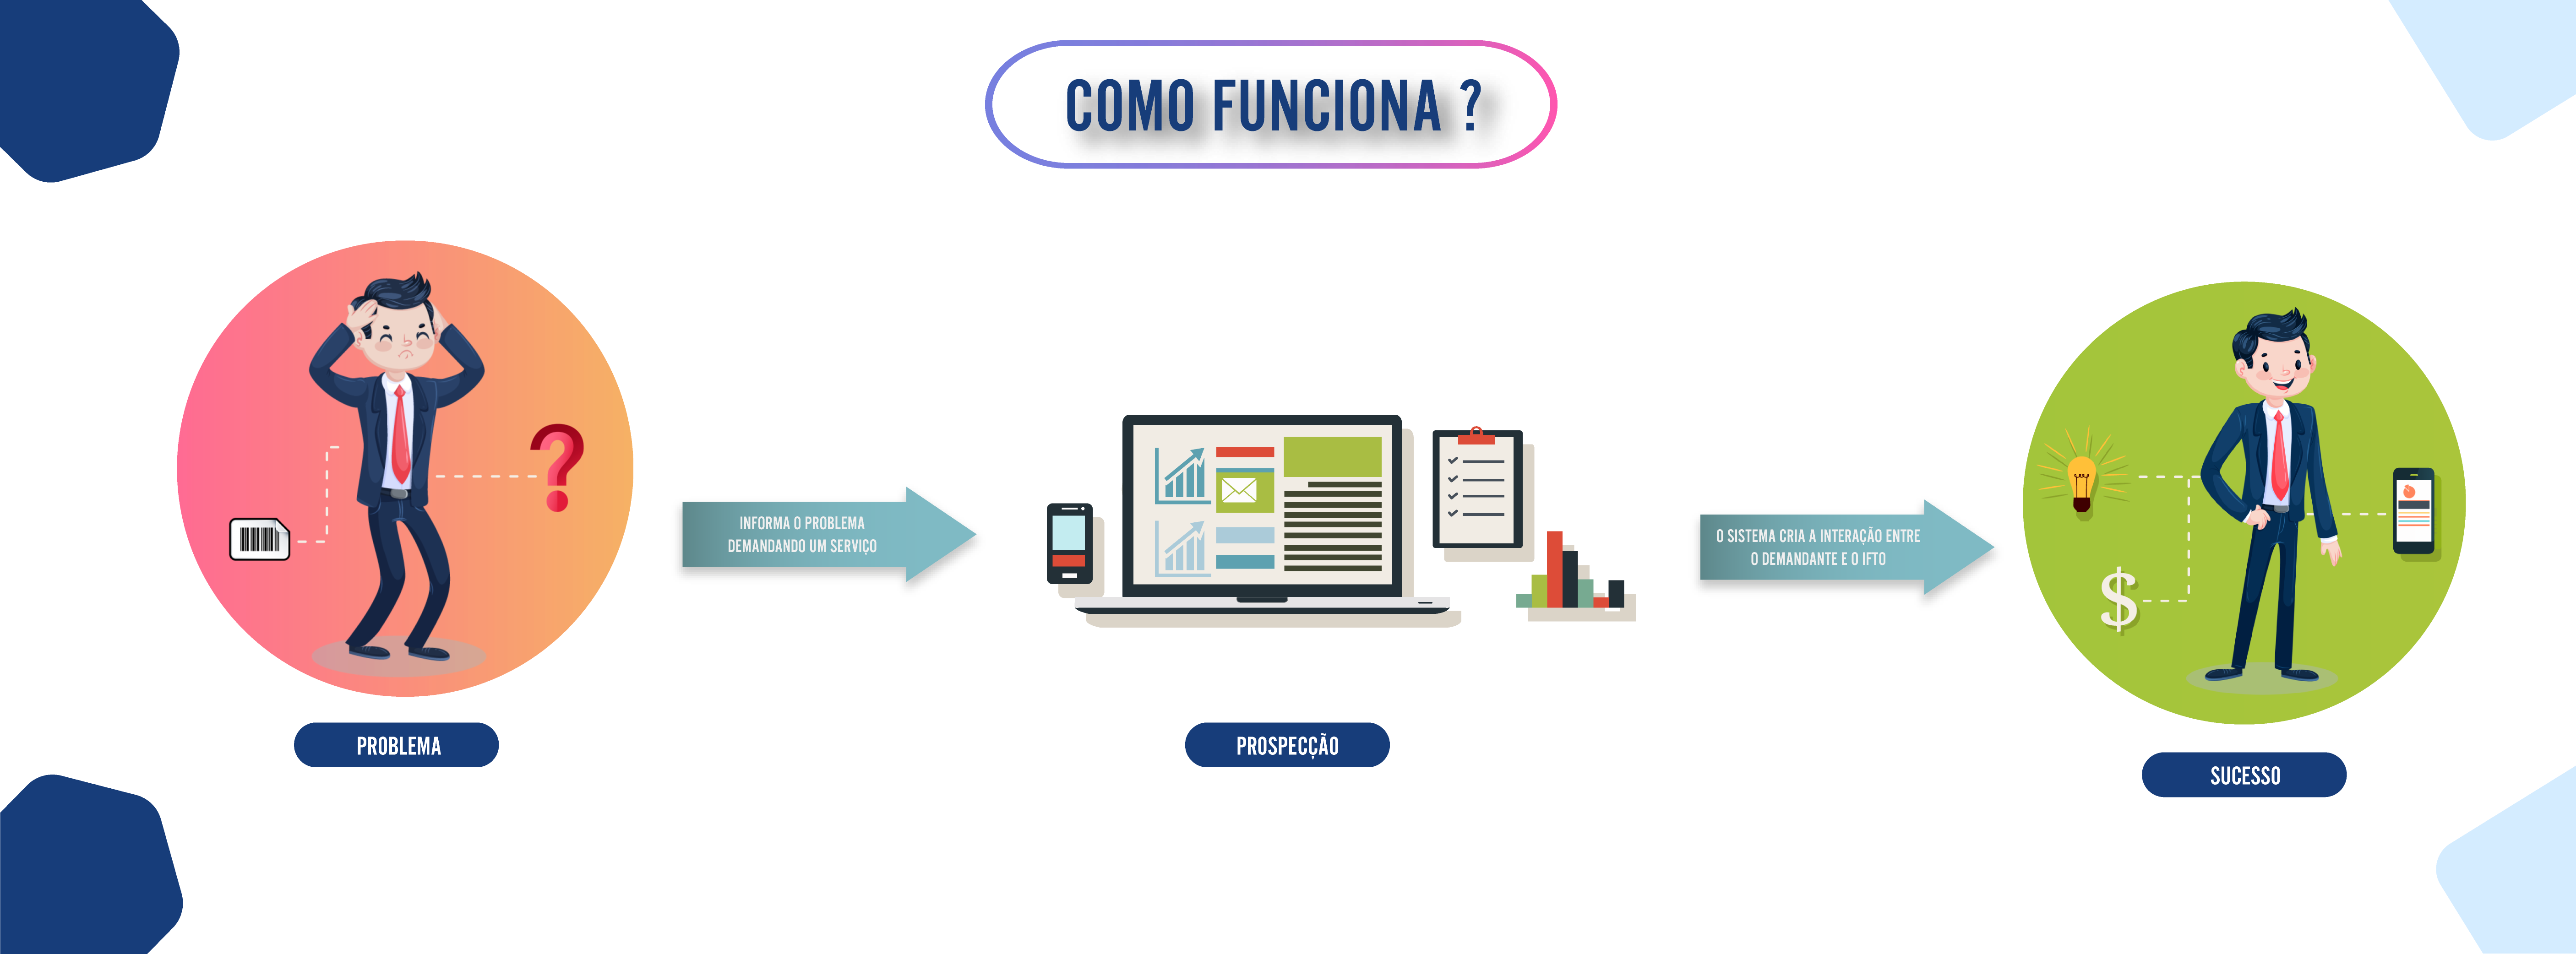 COMO FUNCIONA ?
INFORMA O PROBLEMA
DEMANDANDO UM SERVIÇO
O SISTEMA CRIA A INTERAÇÃO ENTRE
O DEMANDANTE E O IFTO
$
?
PROBLEMA
PROSPECÇÃO
SUCESSO